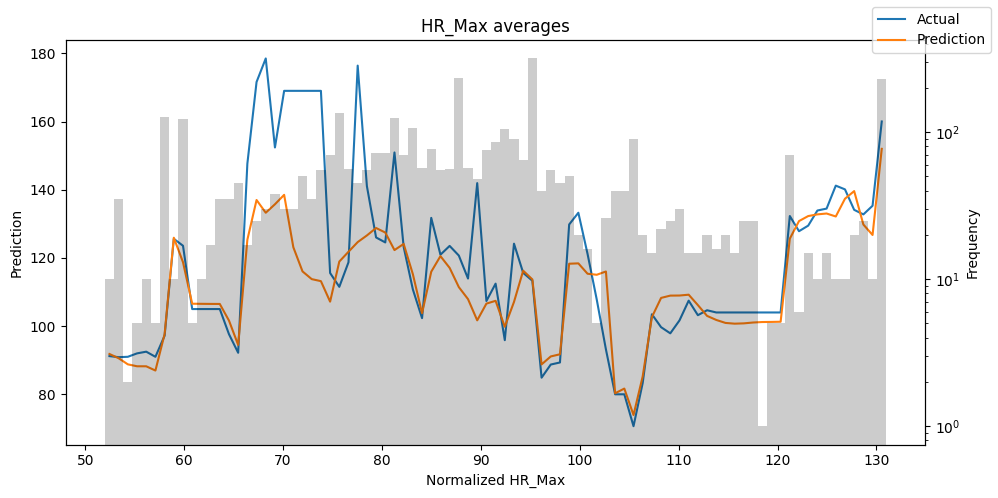 HR_Max averages
Actual
Prediction
180
160
140
120
100
80
Prediction
10²
10¹
10⁰
Frequency
50 60 70 80 90 100 110 120 130
Normalized HR_Max